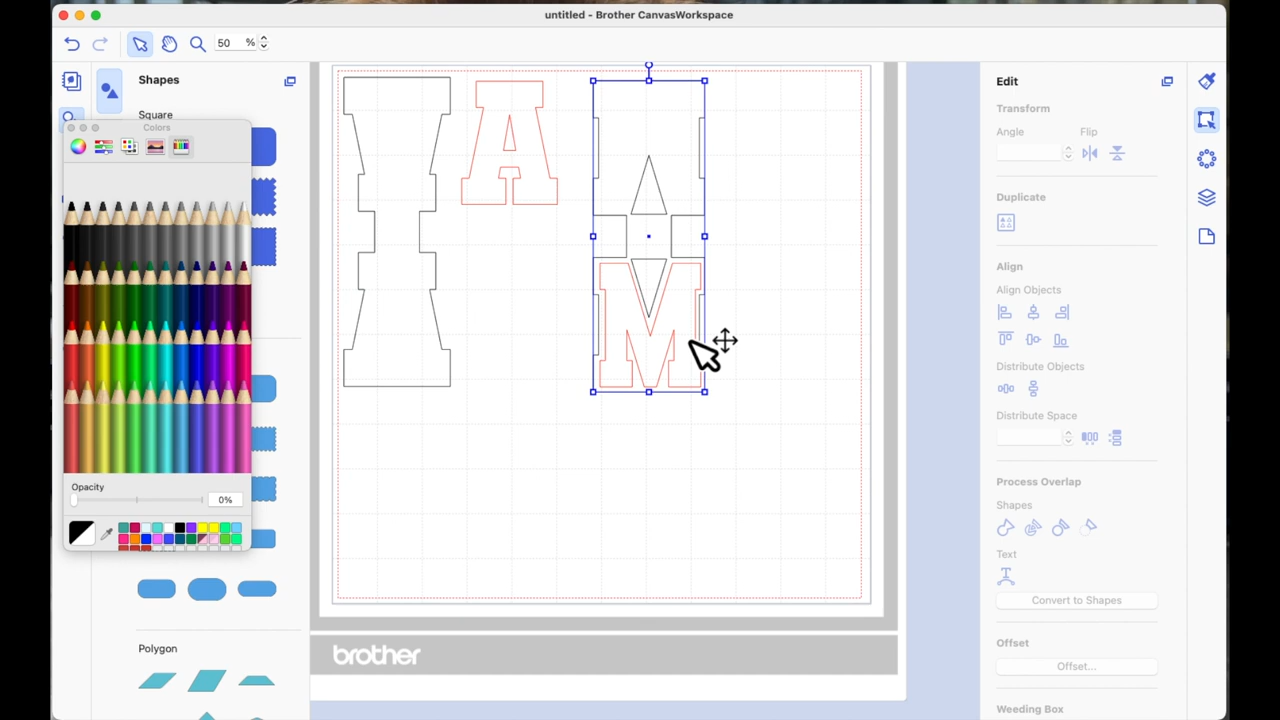 untitled - Brother CanvasWorkspace
50 %
Shapes
Square
Colors
Opacity
0%
Polygon
I A M
brother
Edit
Transform
Angle Flip
Duplicate
Align
Align Objects
Distribute Objects
Distribute Space
Process Overlap
Shapes
Text
Convert to Shapes
Offset
Offset...
Weeding Box